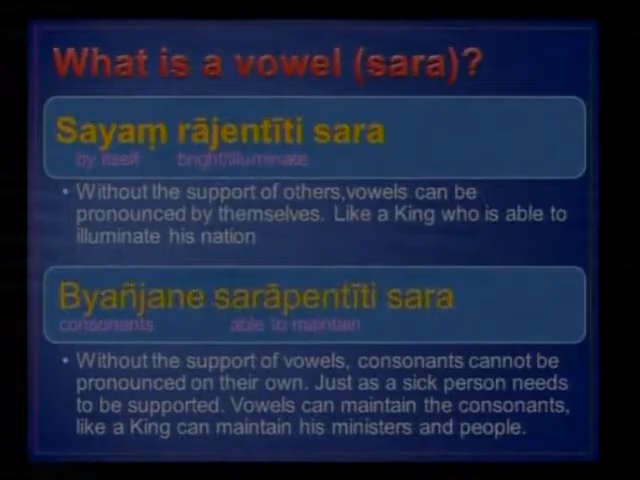 What is a vowel (sara)?
Sayaṃ rājentīti sara
by itself bright/illuminate
• Without the support of others,vowels can be
pronounced by themselves. Like a King who is able to
illuminate his nation
Byañjane sarāpentīti sara
consonants able to maintain
• Without the support of vowels, consonants cannot be
pronounced on their own. Just as a sick person needs
to be supported. Vowels can maintain the consonants,
like a King can maintain his ministers and people.